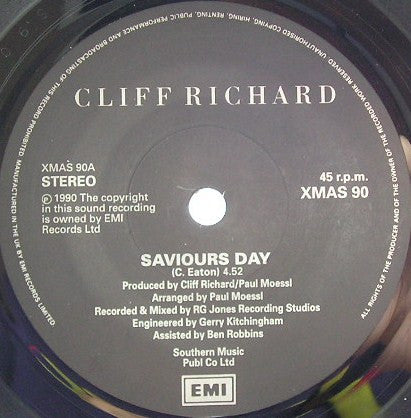 UNAUTHORISED COPYING, HIRING, RENTING, PUBLIC PERFORMANCE AND BROADCASTING OF THIS RECORD PROHIBITED
MANUFACTURED IN UK BY EMI RECORDS LIMITED
ALL RIGHTS OF THE PRODUCER AND OF THE OWNER OF THE RECORDED WORK RESERVED
CLIFF RICHARD
XMAS 90A
STEREO
45 r.p.m.
XMAS 90
℗ 1990 The copyright
in this sound recording
is owned by EMI
Records Ltd
SAVIOURS DAY
(C. Eaton) 4.52
Produced by Cliff Richard/Paul Moessl
Arranged by Paul Moessl
Recorded & Mixed by RG Jones Recording Studios
Engineered by Gerry Kitchingham
Assisted by Ben Robbins
Southern Music
Publ Co Ltd
EMI